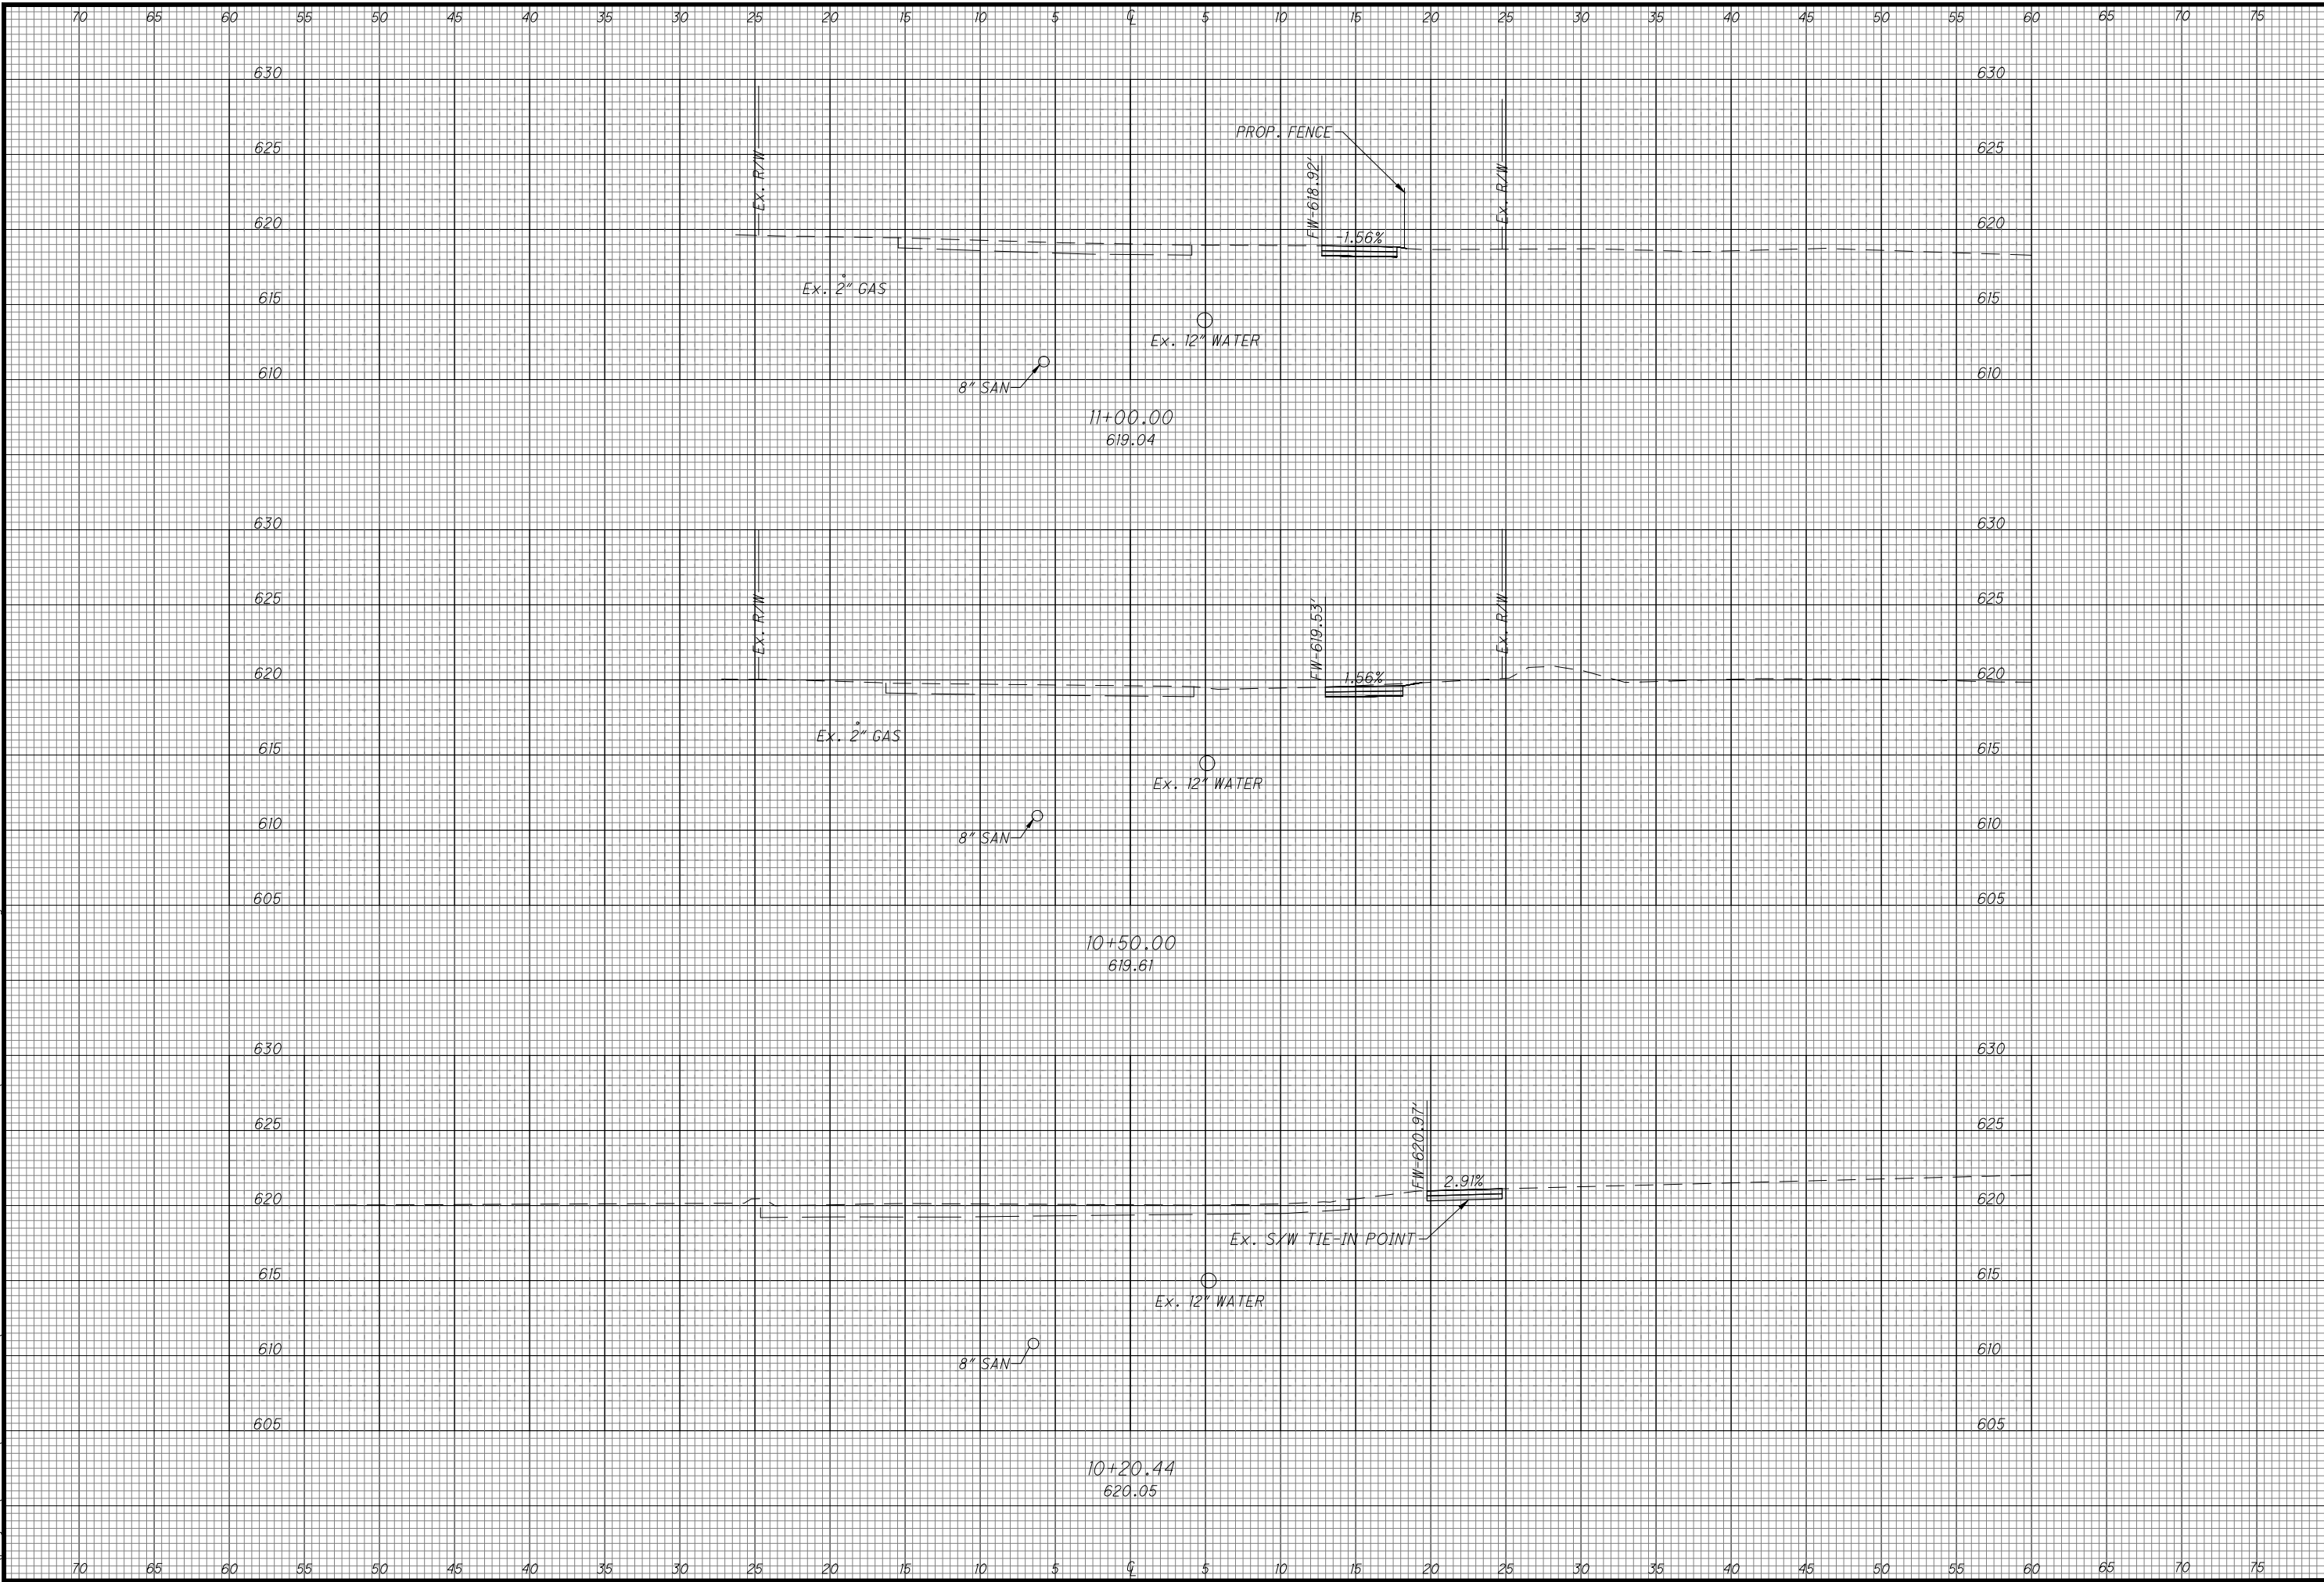 70 65 60 55 50 45 40 35 30 25 20 15 10 5 ℄ 5 10 15 20 25 30 35 40 45 50 55 60 65 70 75
630 630
PROP. FENCE
625 625
Ex. R/W
FW-618.92'
Ex. R/W
620 620
-1.56%
Ex. 2" GAS
615 615
Ex. 12" WATER
610 610
8" SAN
11+00.00
619.04
630 630
625 625
Ex. R/W
FW-619.53'
Ex. R/W
620 620
1.56%
Ex. 2" GAS
615 615
Ex. 12" WATER
610 610
8" SAN
605 605
10+50.00
619.61
630 630
625 625
FW-620.97'
2.91%
620 620
Ex. S/W TIE-IN POINT
615 615
Ex. 12" WATER
610 610
8" SAN
605 605
10+20.44
620.05
70 65 60 55 50 45 40 35 30 25 20 15 10 5 ℄ 5 10 15 20 25 30 35 40 45 50 55 60 65 70 75